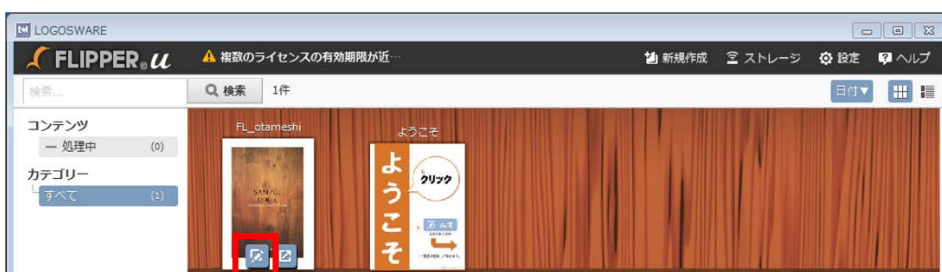 LOGOSWARE
FLIPPER® u 複数のライセンスの有効期限が近… 新規作成 ストレージ 設定 ヘルプ
検索... 検索 1件 日付▼
コンテンツ
処理中 (0)
カテゴリー
すべて (1)
FL_otameshi
ようこそ
ようこそ
クリック